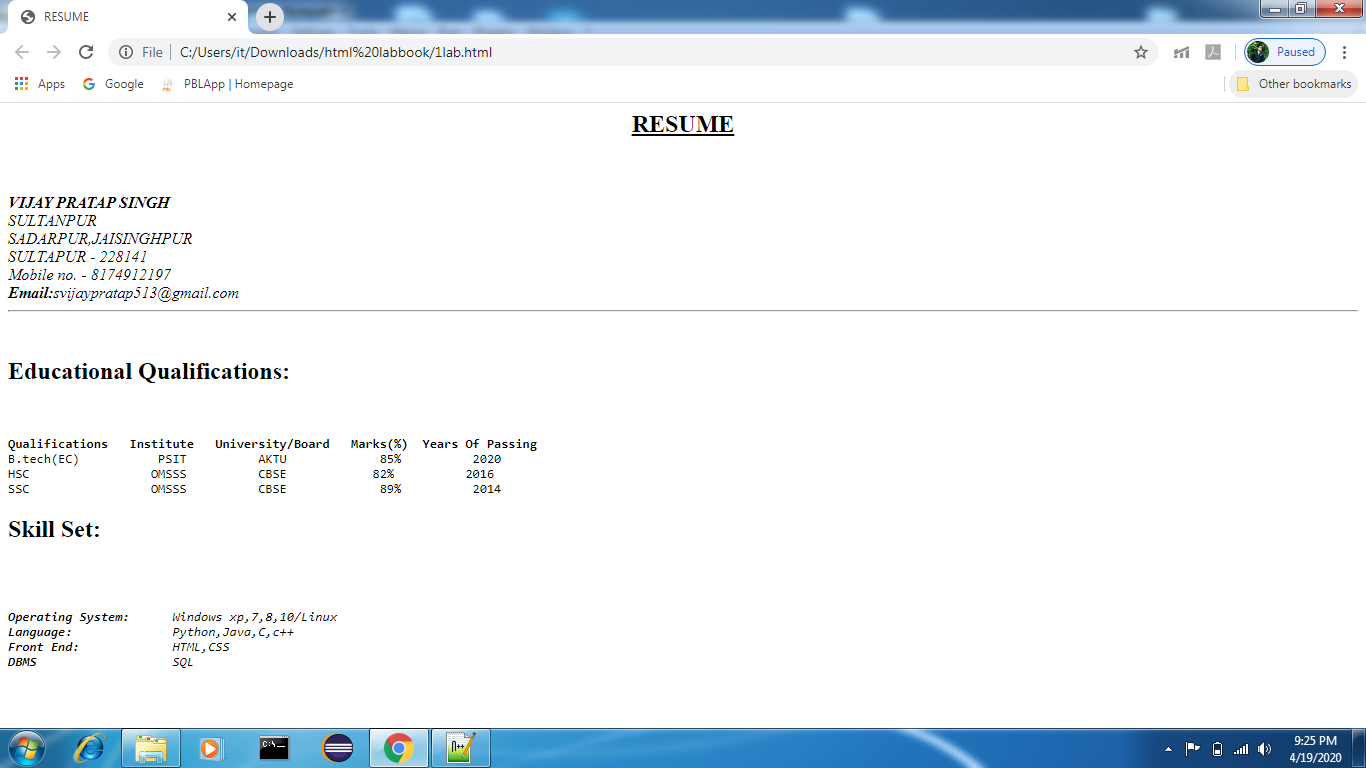 RESUME
File
C:/Users/it/Downloads/html%20labbook/1lab.html
Paused
Apps
Google
PBLApp | Homepage
Other bookmarks
RESUME
VIJAY PRATAP SINGH
SULTANPUR
SADARPUR,JAISINGHPUR
SULTAPUR - 228141
Mobile no. - 8174912197
Email:svijaypratap513@gmail.com
Educational Qualifications:
Qualifications Institute University/Board Marks(%) Years Of Passing
B.tech(EC) PSIT AKTU 85% 2020
HSC OMSSS CBSE 82% 2016
SSC OMSSS CBSE 89% 2014
Skill Set:
Operating System: Windows xp,7,8,10/Linux
Language: Python,Java,C,c++
Front End: HTML,CSS
DBMS SQL
9:25 PM
4/19/2020